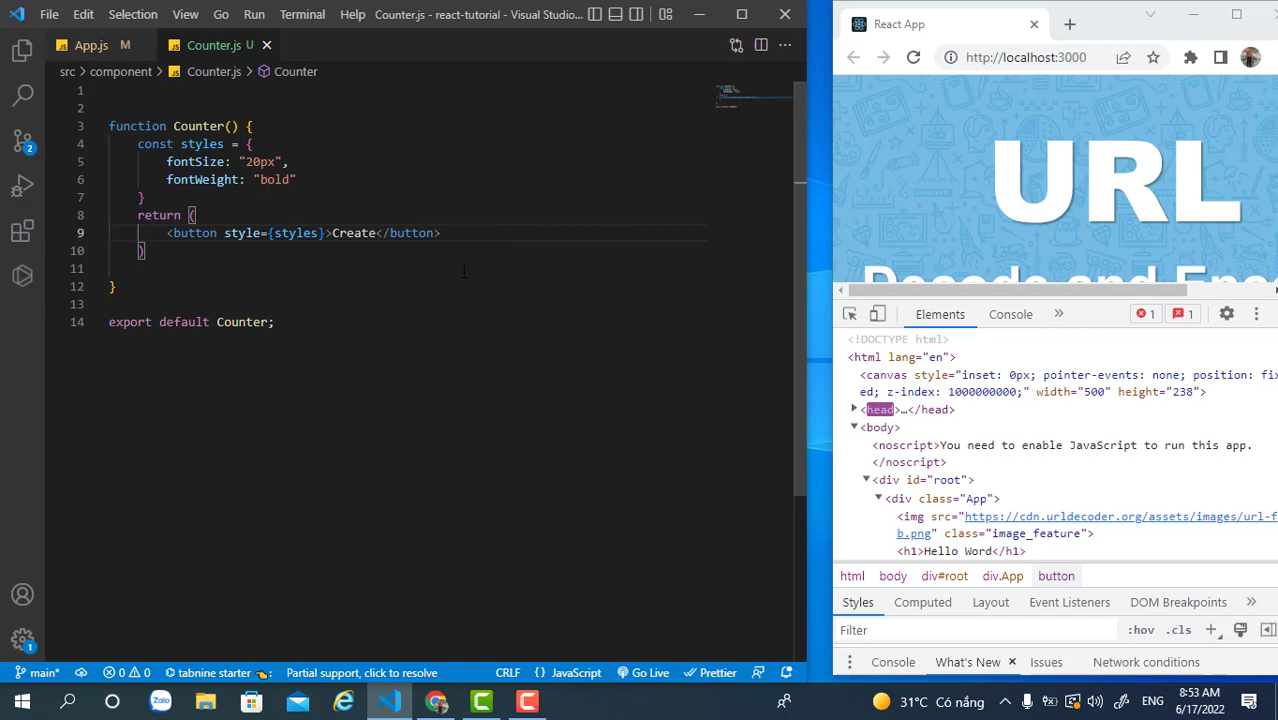 File Edit Selection View Go Run Terminal Help Counter.js - react-tutorial - Visual Studio...
App.js M Counter.js U
src > component > Counter.js > Counter
1
2
3 function Counter() {
4 const styles = {
5 fontSize: "20px",
6 fontWeight: "bold"
7 }
8 return (
9 <button style={styles}>Create</button>
10 )
11
12 }
13
14 export default Counter;
2
1
main* 0 0 tabnine starter Partial support, click to resolve CRLF {} JavaScript Go Live Prettier
React App
http://localhost:3000
URL
Decode and Enco
Elements Console » 1 1
<!DOCTYPE html>
<html lang="en">
<canvas style="inset: 0px; pointer-events: none; position: fix
ed; z-index: 1000000000;" width="500" height="238">
<head>…</head>
<body>
<noscript>You need to enable JavaScript to run this app.
</noscript>
<div id="root">
<div class="App">
<img src="https://cdn.urldecoder.org/assets/images/url-f
b.png" class="image_feature">
<h1>Hello Word</h1>
html body div#root div.App button
Styles Computed Layout Event Listeners DOM Breakpoints »
Filter :hov .cls
Console What's New Issues Network conditions
Zalo
31°C Có nắng ENG 8:53 AM
6/17/2022